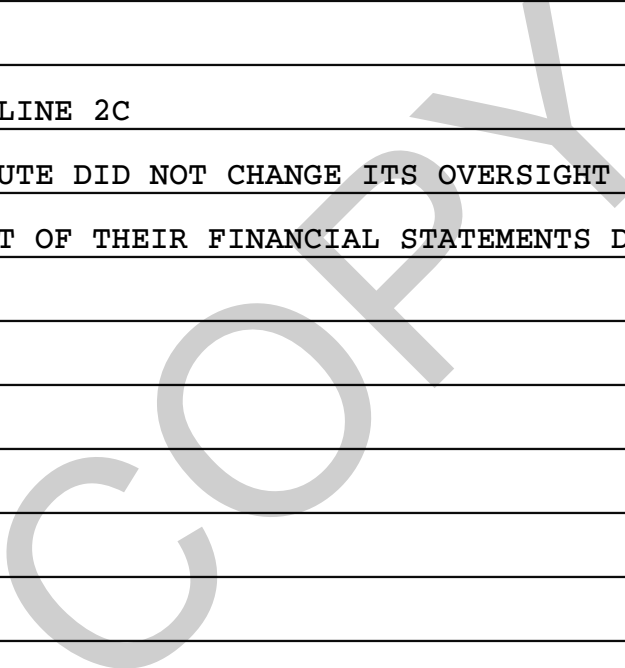 LINE 2C
UTE DID NOT CHANGE ITS OVERSIGHT
T OF THEIR FINANCIAL STATEMENTS D
COPY